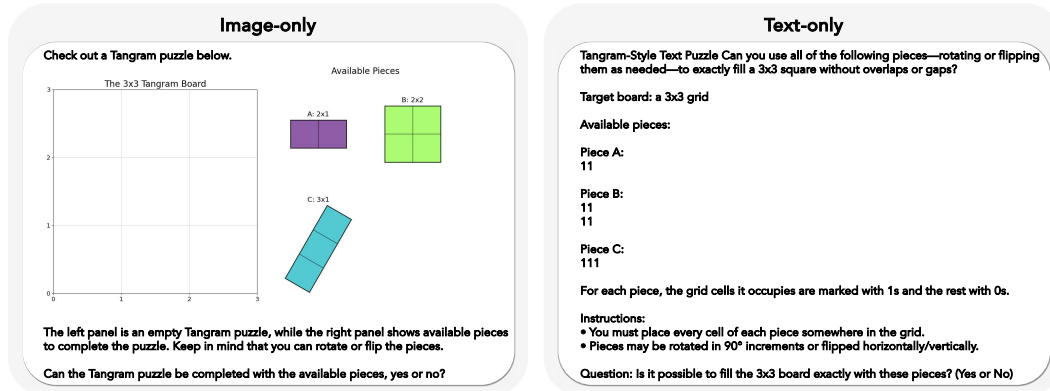 Image-only
Check out a Tangram puzzle below.
Available Pieces
The 3x3 Tangram Board
3
2
1
0
0
1
2
3
A: 2x1
B: 2x2
C: 3x1
The left panel is an empty Tangram puzzle, while the right panel shows available pieces
to complete the puzzle. Keep in mind that you can rotate or flip the pieces.
Can the Tangram puzzle be completed with the available pieces, yes or no?
Text-only
Tangram-Style Text Puzzle Can you use all of the following pieces—rotating or flipping
them as needed—to exactly fill a 3x3 square without overlaps or gaps?
Target board: a 3x3 grid
Available pieces:
Piece A:
11
Piece B:
11
11
Piece C:
111
For each piece, the grid cells it occupies are marked with 1s and the rest with 0s.
Instructions:
• You must place every cell of each piece somewhere in the grid.
• Pieces may be rotated in 90° increments or flipped horizontally/vertically.
Question: Is it possible to fill the 3x3 board exactly with these pieces? (Yes or No)